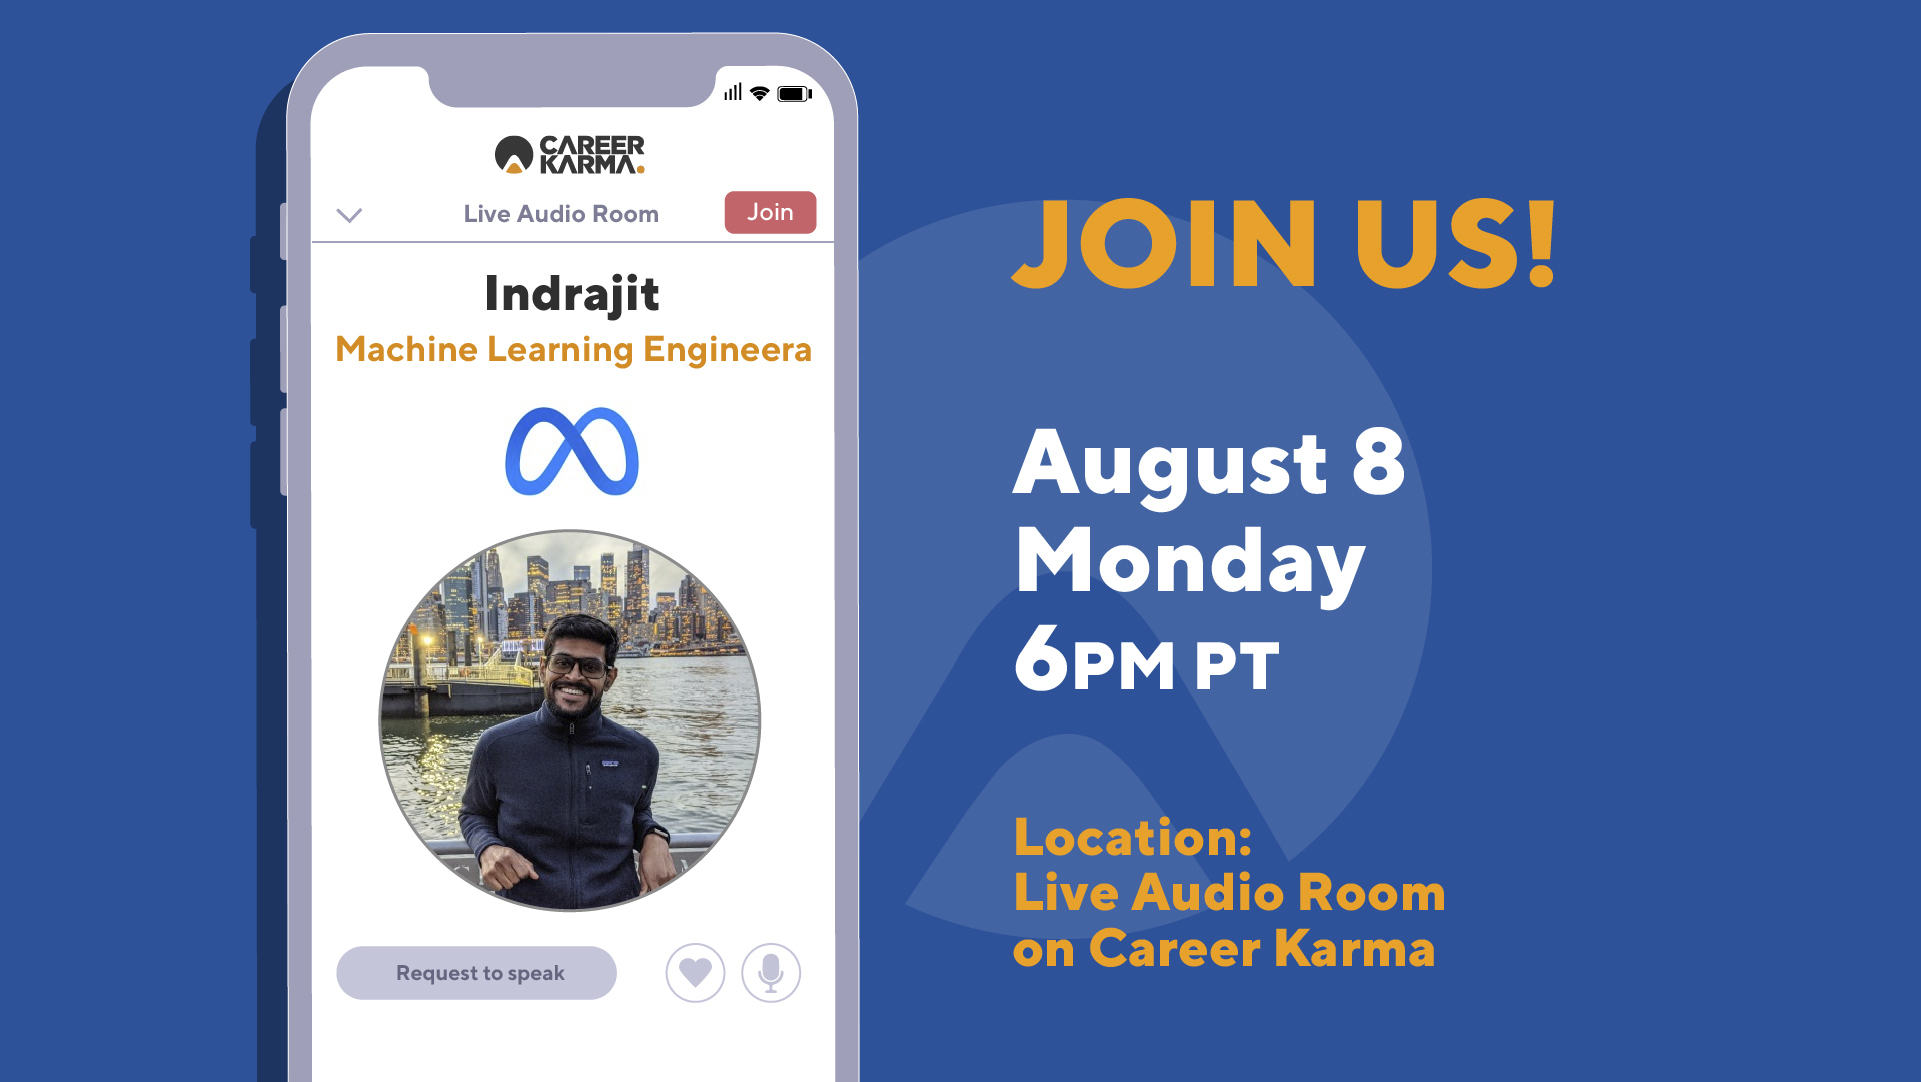 CAREER
KARMA.
Live Audio Room
Join
Indrajit
Machine Learning Engineera
Request to speak
JOIN US!
August 8
Monday
6PM PT
Location:
Live Audio Room
on Career Karma